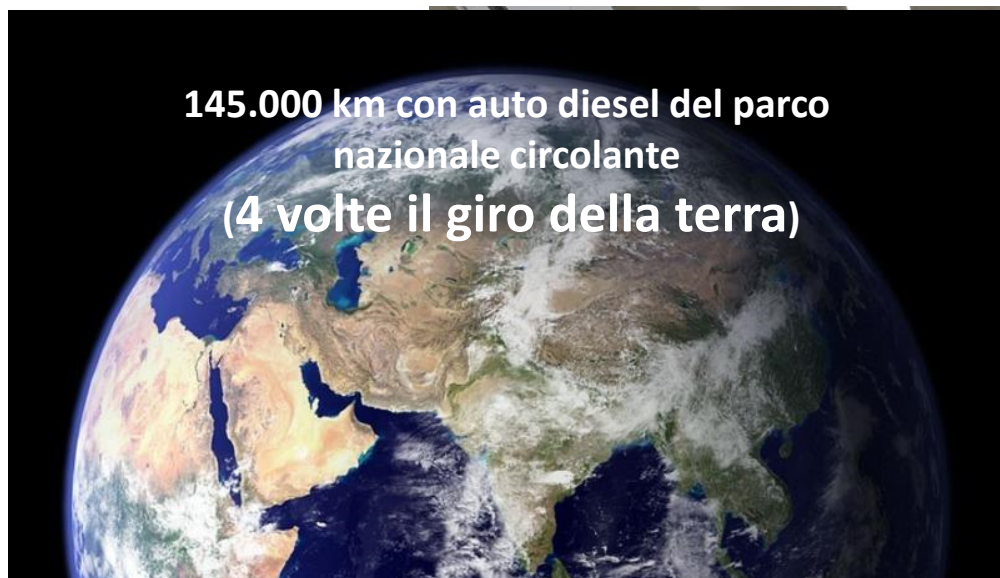 145.000 km con auto diesel del parco
nazionale circolante
(4 volte il giro della terra)